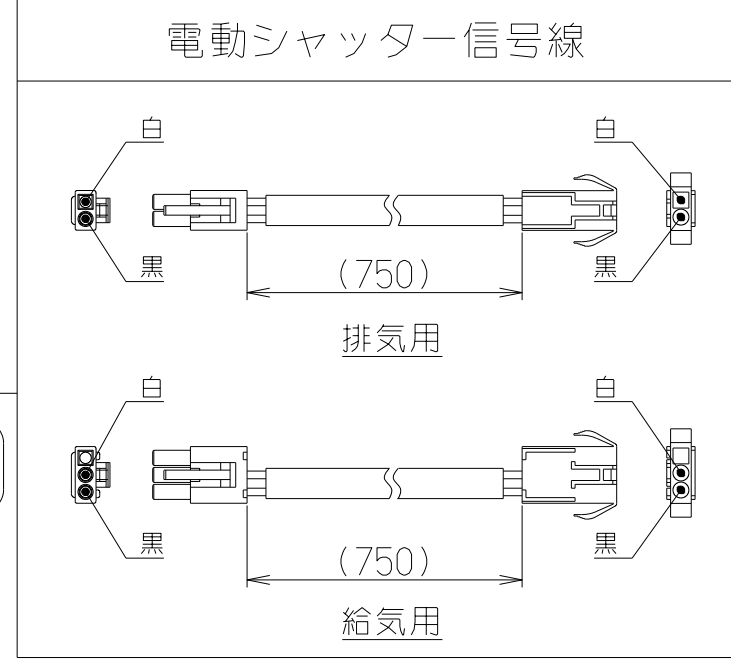 電動シャッター信号線
白 白
黒 黒
(750)
排気用
白 白
黒 黒
(750)
給気用